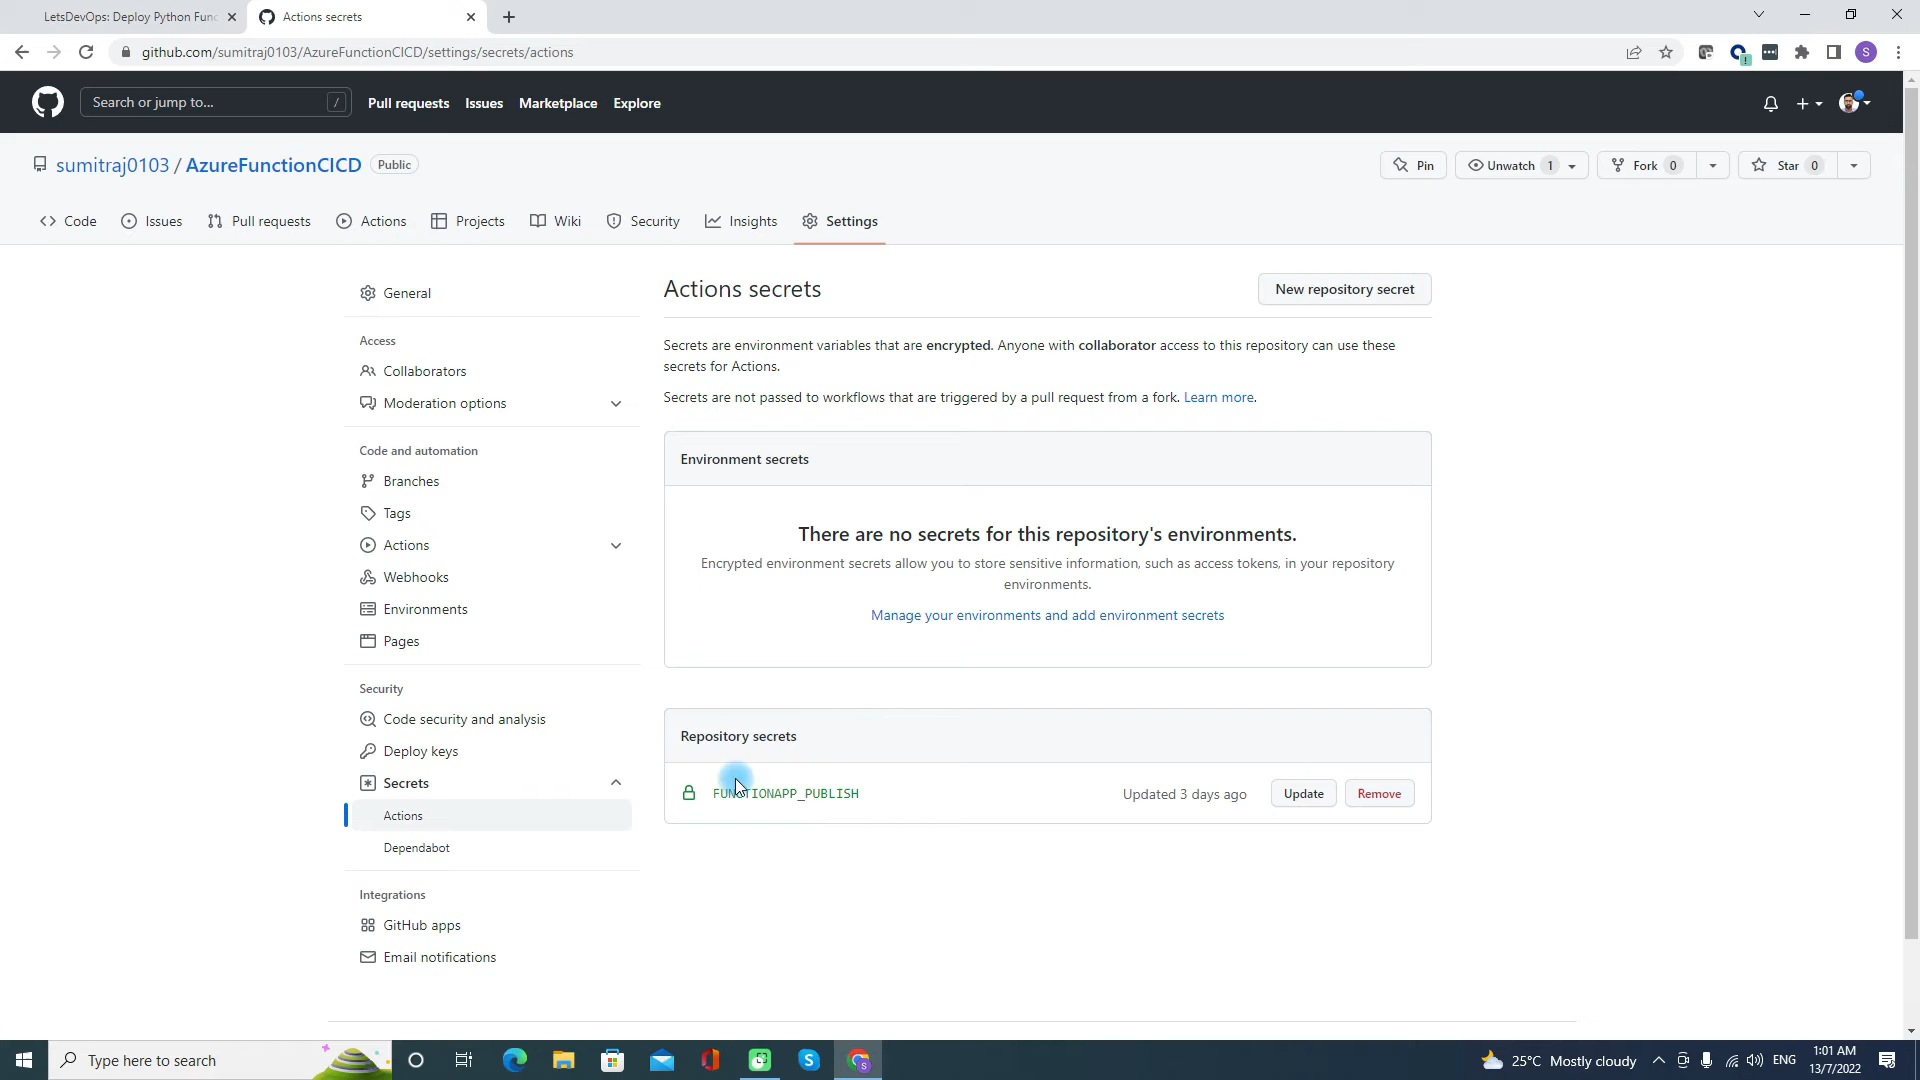 LetsDevOps: Deploy Python Func
Actions secrets
github.com/sumitraj0103/AzureFunctionCICD/settings/secrets/actions
S
Search or jump to... /
Pull requests Issues Marketplace Explore
sumitraj0103 / AzureFunctionCICD Public
Pin
Unwatch 1
Fork 0
Star 0
Code Issues Pull requests Actions Projects Wiki Security Insights Settings
General
Access
Collaborators
Moderation options
Code and automation
Branches
Tags
Actions
Webhooks
Environments
Pages
Security
Code security and analysis
Deploy keys
Secrets
Actions
Dependabot
Integrations
GitHub apps
Email notifications
Actions secrets
New repository secret
Secrets are environment variables that are encrypted. Anyone with collaborator access to this repository can use these
secrets for Actions.
Secrets are not passed to workflows that are triggered by a pull request from a fork. Learn more.
Environment secrets
There are no secrets for this repository's environments.
Encrypted environment secrets allow you to store sensitive information, such as access tokens, in your repository
environments.
Manage your environments and add environment secrets
Repository secrets
FUNCTIONAPP_PUBLISH
Updated 3 days ago
Update
Remove
Type here to search
25°C Mostly cloudy
ENG
1:01 AM
13/7/2022